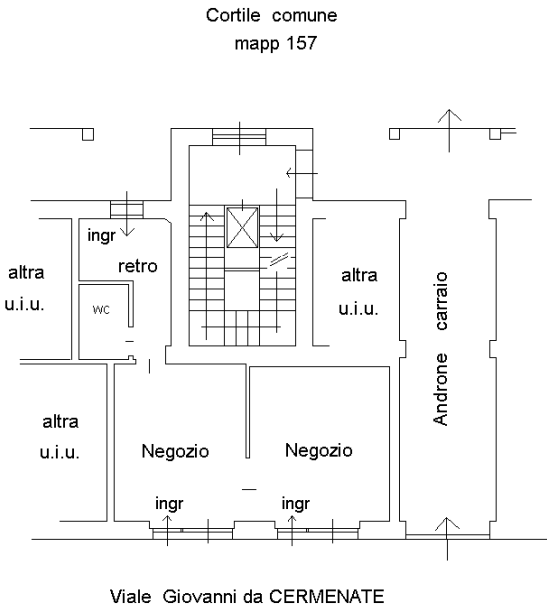 Cortile comune
mapp 157
ingr
retro
altra
u.i.u.
wc
altra
u.i.u.
Androne carraio
altra
u.i.u.
Negozio
Negozio
ingr
ingr
Viale Giovanni da CERMENATE